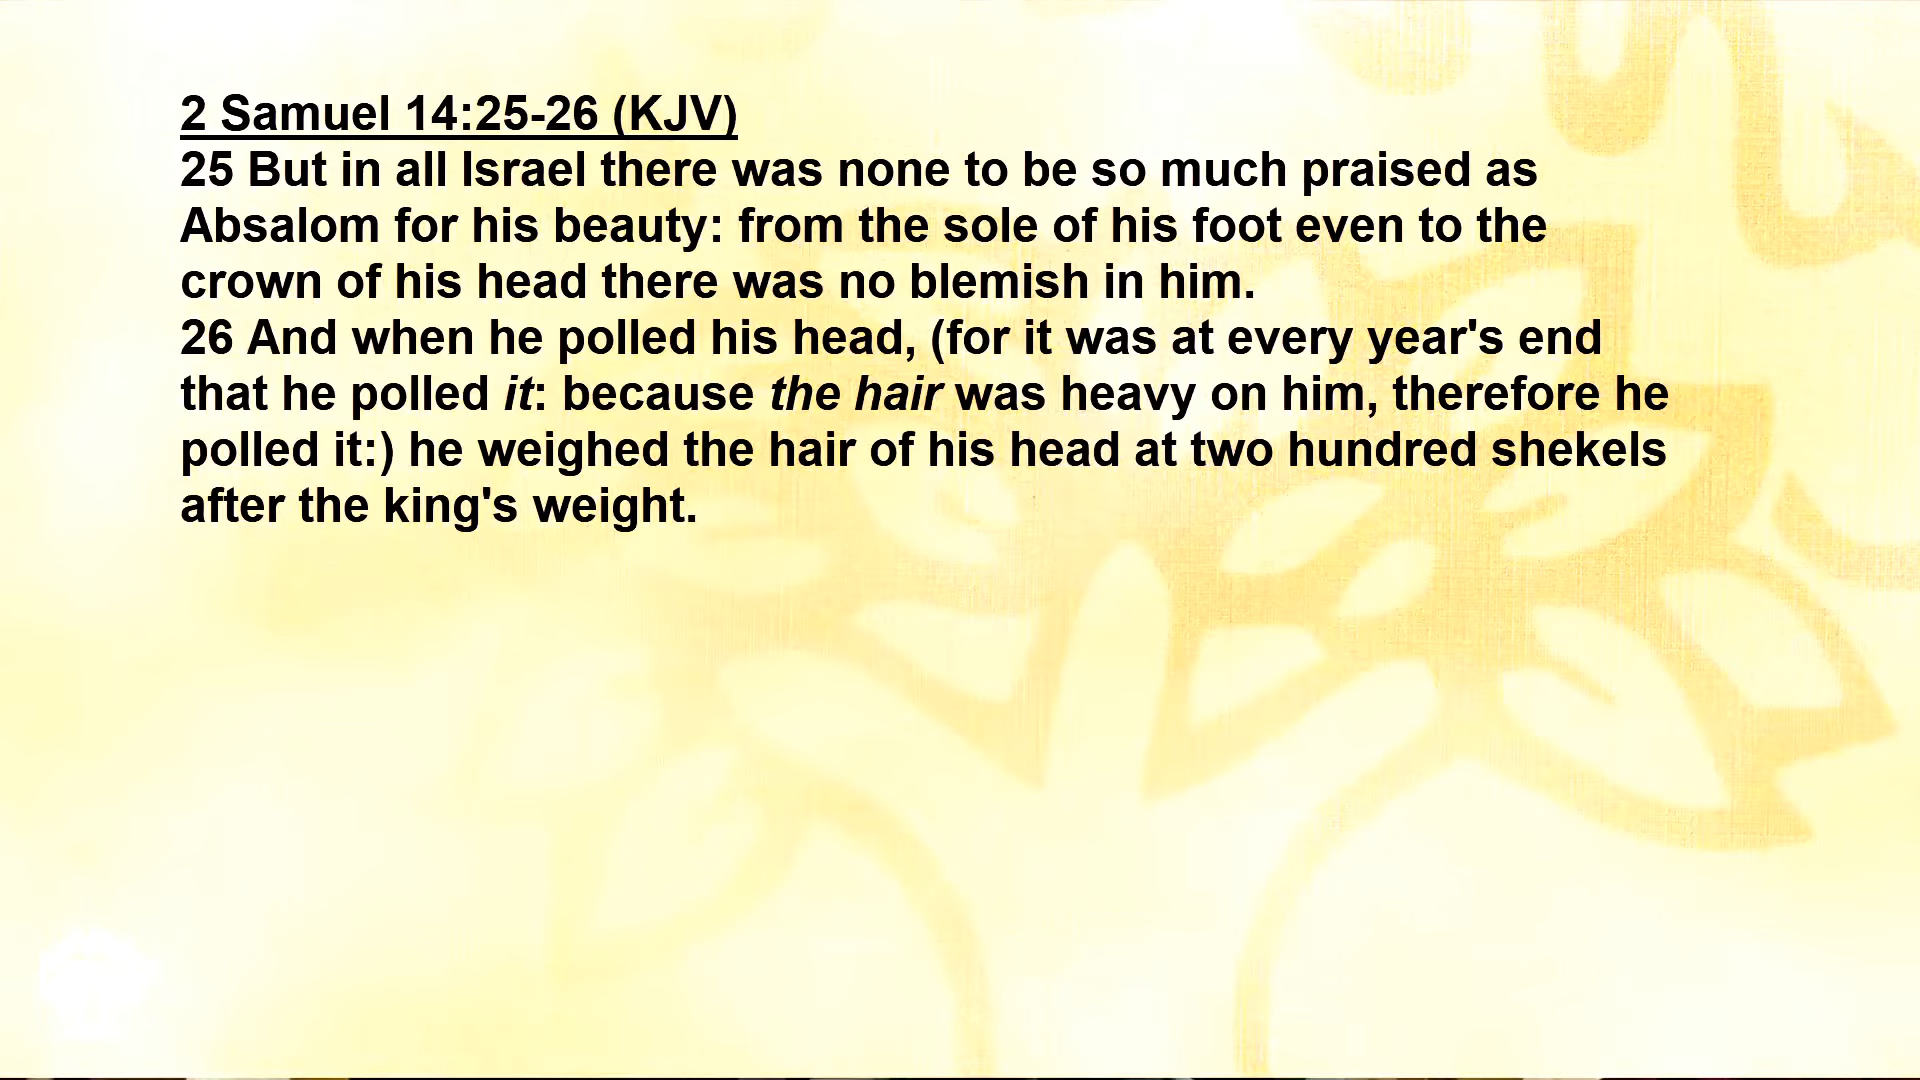 2 Samuel 14:25-26 (KJV)
25 But in all Israel there was none to be so much praised as
Absalom for his beauty: from the sole of his foot even to the
crown of his head there was no blemish in him.
26 And when he polled his head, (for it was at every year's end
that he polled it: because the hair was heavy on him, therefore he
polled it:) he weighed the hair of his head at two hundred shekels
after the king's weight.